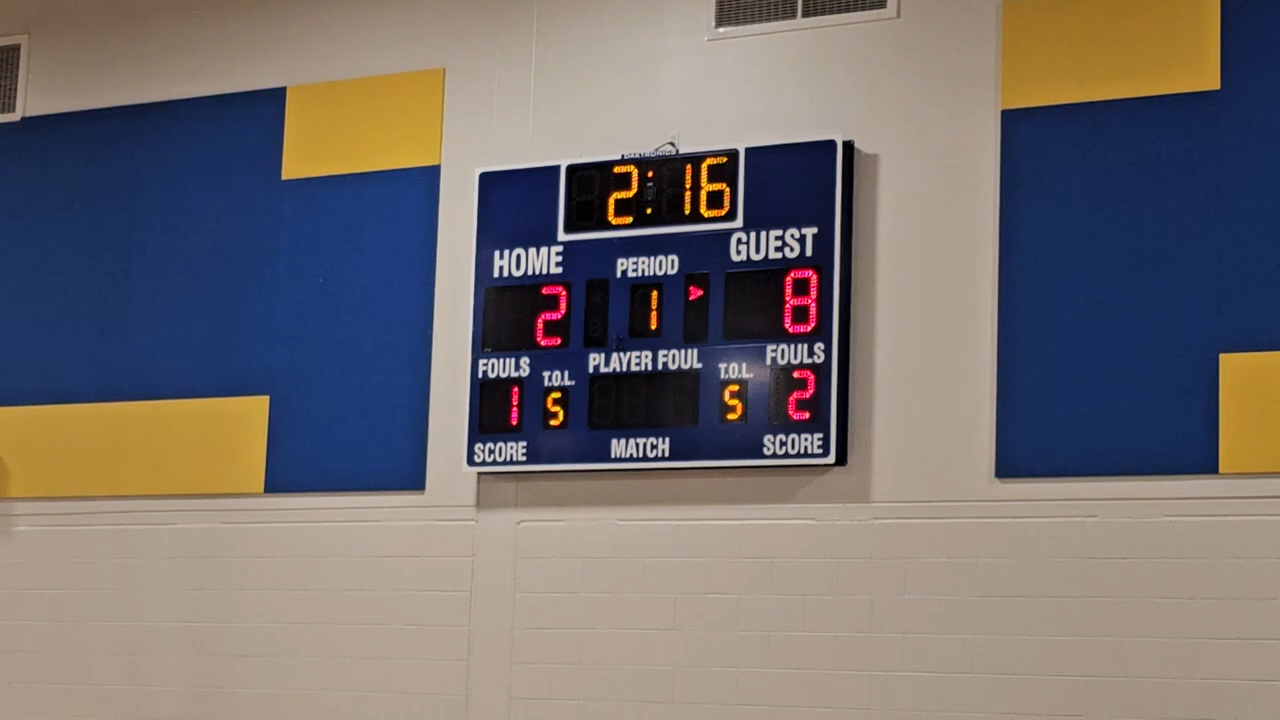 DAKTRONICS
2:16
HOME PERIOD GUEST
2 1 8
FOULS T.O.L. PLAYER FOUL T.O.L. FOULS
1 5 5 2
SCORE MATCH SCORE